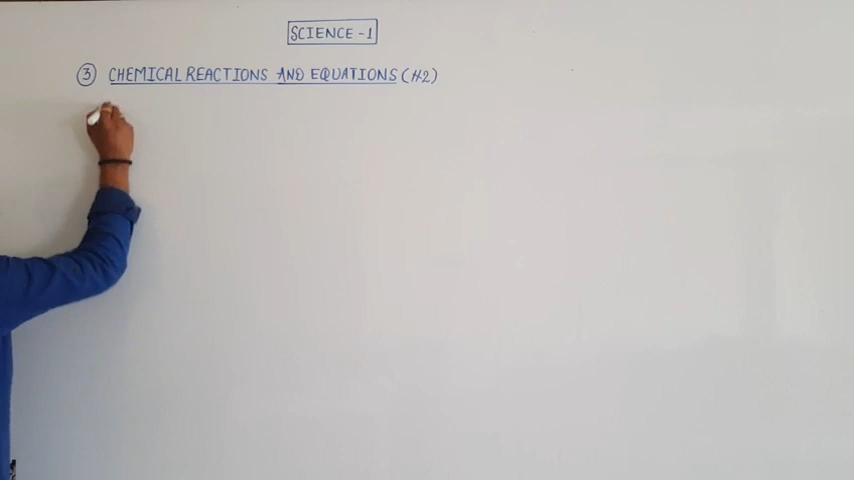 SCIENCE-1
③ CHEMICAL REACTIONS AND EQUATIONS (H.2)